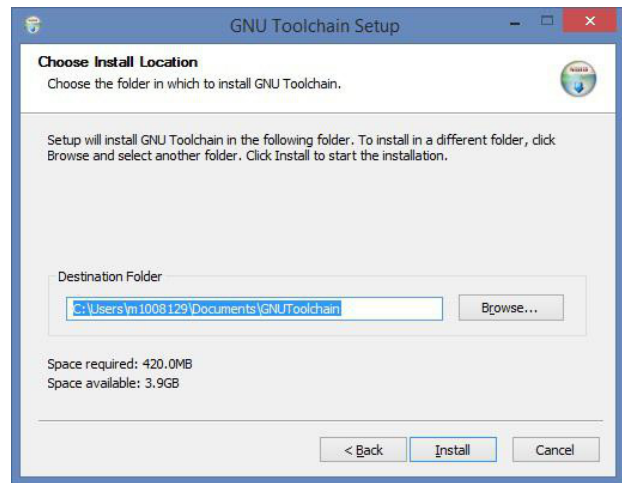 GNU Toolchain Setup
Choose Install Location
Choose the folder in which to install GNU Toolchain.
Setup will install GNU Toolchain in the following folder. To install in a different folder, click
Browse and select another folder. Click Install to start the installation.
Destination Folder
C:\Users\m1008129\Documents\GNUToolchain
Browse...
Space required: 420.0MB
Space available: 3.9GB
< Back
Install
Cancel